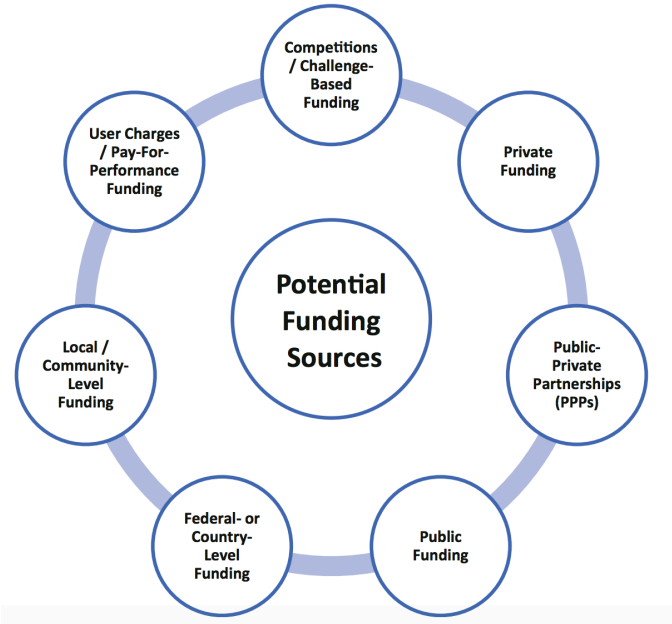 Competitions
/ Challenge-
Based
Funding
Private
Funding
Public-
Private
Partnerships
(PPPs)
Public
Funding
Federal- or
Country-
Level
Funding
Local /
Community-
Level
Funding
User Charges
/ Pay-For-
Performance
Funding
Potential
Funding
Sources